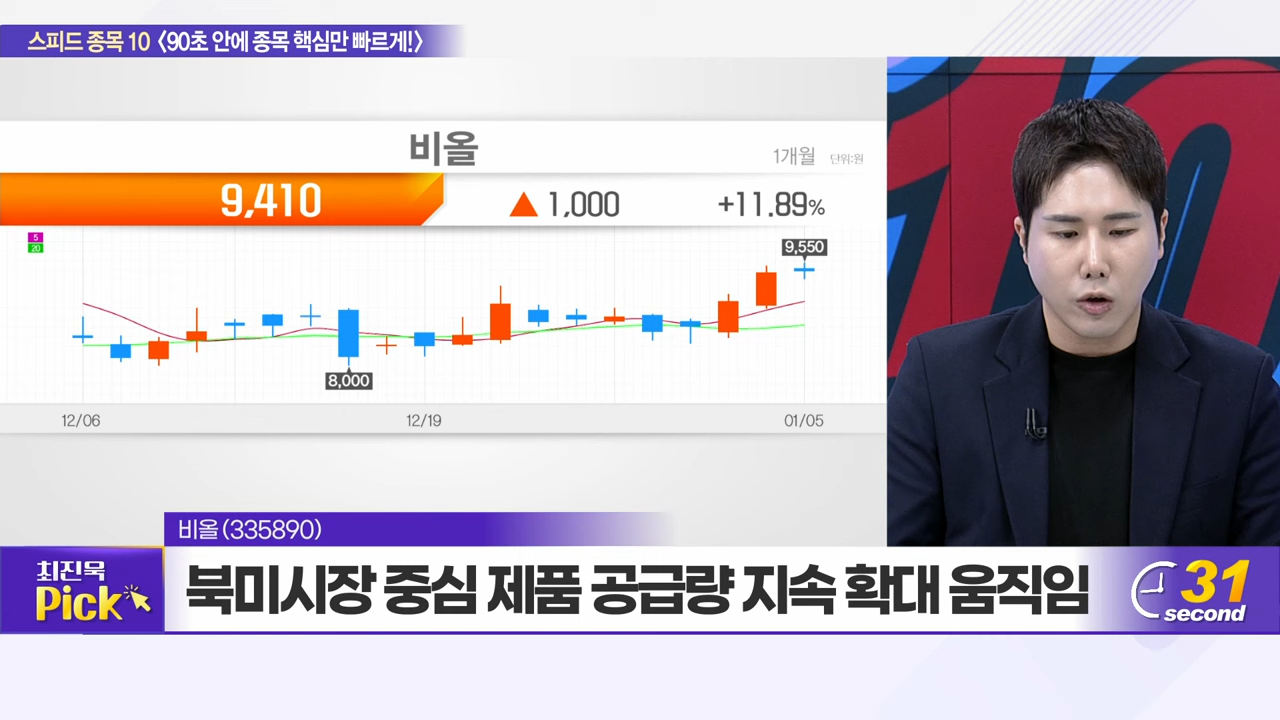 스피드 종목 10 <90초 안에 종목 핵심만 빠르게!>
비올
1개월 단위:원
9,410 ▲ 1,000 +11.89%
5
20
9,550
8,000
12/06 12/19 01/05
비올(335890)
최진묵
Pick
북미시장 중심 제품 공급량 지속 확대 움직임
31
second